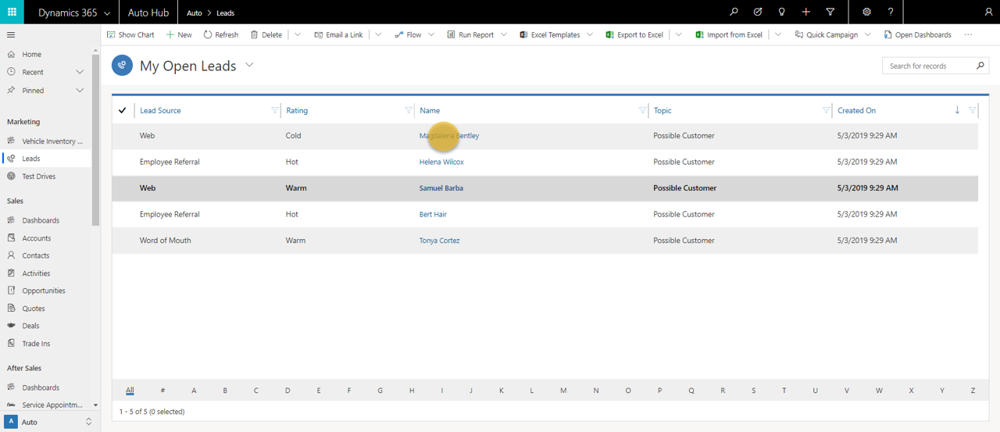 Dynamics 365 Auto Hub Auto > Leads
Show Chart New Refresh Delete Email a Link Flow Run Report Excel Templates Export to Excel Import from Excel Quick Campaign Open Dashboards ...
Home
Recent
Pinned
Marketing
Vehicle Inventory ...
Leads
Test Drives
Sales
Dashboards
Accounts
Contacts
Activities
Opportunities
Quotes
Deals
Trade Ins
After Sales
Dashboards
Service Appointm...
A Auto
My Open Leads
Search for records
Lead Source Rating Name Topic Created On
Web Cold Magdalena Bentley Possible Customer 5/3/2019 9:29 AM
Employee Referral Hot Helena Wilcox Possible Customer 5/3/2019 9:29 AM
Web Warm Samuel Barba Possible Customer 5/3/2019 9:29 AM
Employee Referral Hot Bert Hair Possible Customer 5/3/2019 9:29 AM
Word of Mouth Warm Tonya Cortez Possible Customer 5/3/2019 9:29 AM
All # A B C D E F G H I J K L M N O P Q R S T U V W X Y Z
1 - 5 of 5 (0 selected)